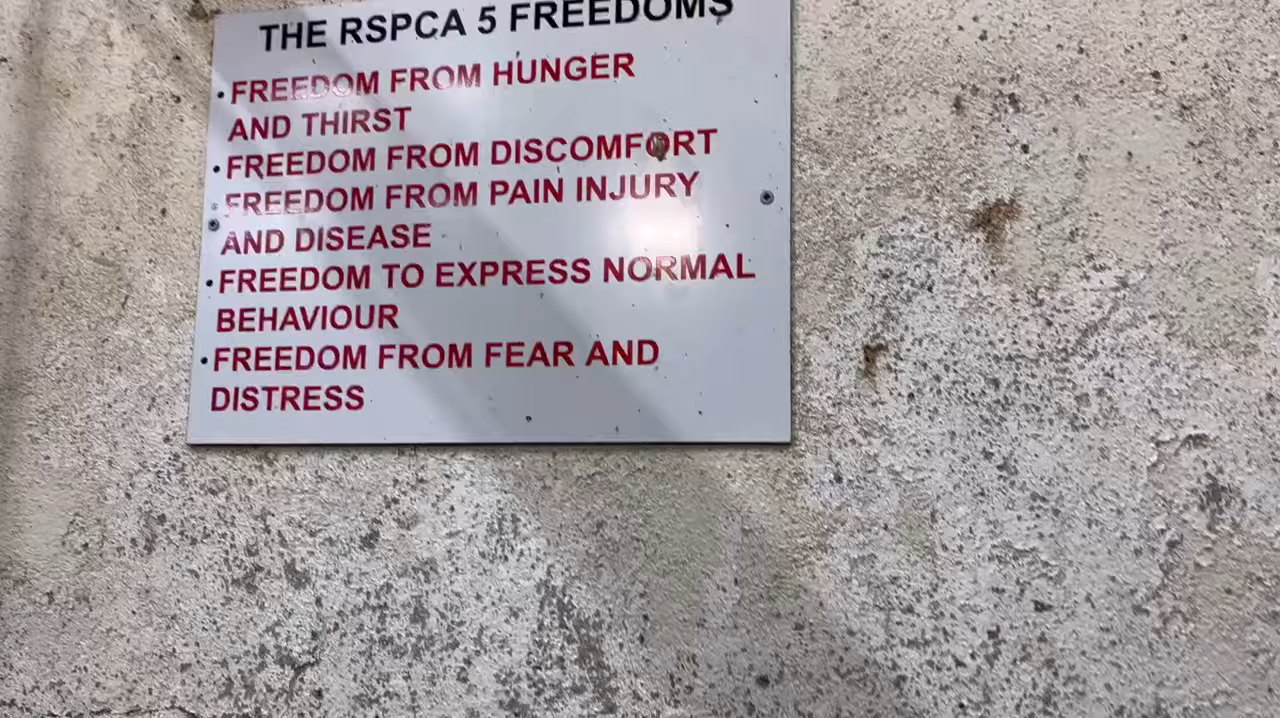 THE RSPCA 5 FREEDOMS
• FREEDOM FROM HUNGER
AND THIRST
• FREEDOM FROM DISCOMFORT
• FREEDOM FROM PAIN INJURY
AND DISEASE
• FREEDOM TO EXPRESS NORMAL
BEHAVIOUR
• FREEDOM FROM FEAR AND
DISTRESS